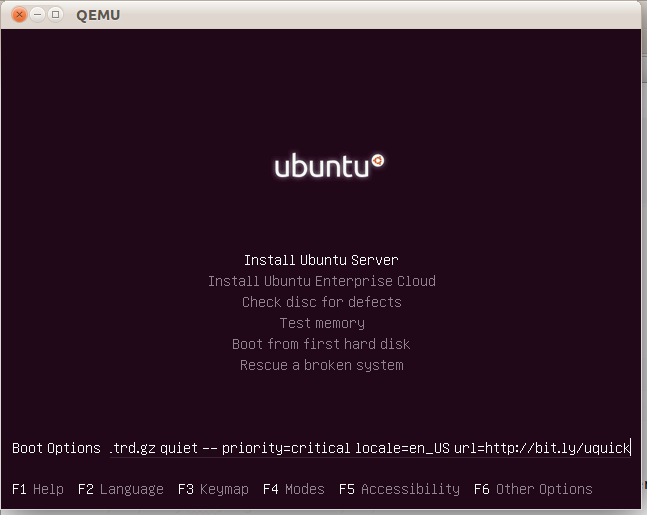 QEMU
ubuntu
Install Ubuntu Server
Install Ubuntu Enterprise Cloud
Check disc for defects
Test memory
Boot from first hard disk
Rescue a broken system
Boot Options .trd.gz quiet -- priority=critical locale=en_US url=http://bit.ly/uquick
F1 Help F2 Language F3 Keymap F4 Modes F5 Accessibility F6 Other Options